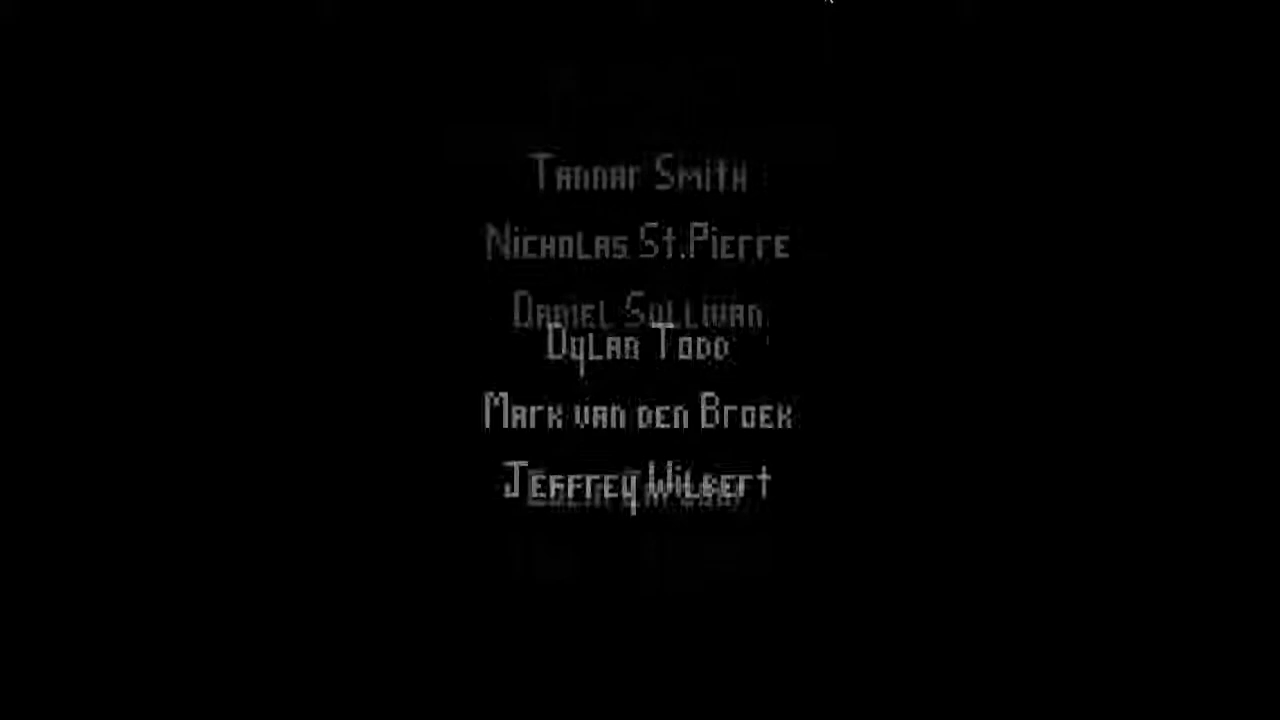 Tannar Smith
Nicholas St.Pierre
Daniel Sullivan
Dylan Todd
Mark van den Broek
Jeffrey Wilbert